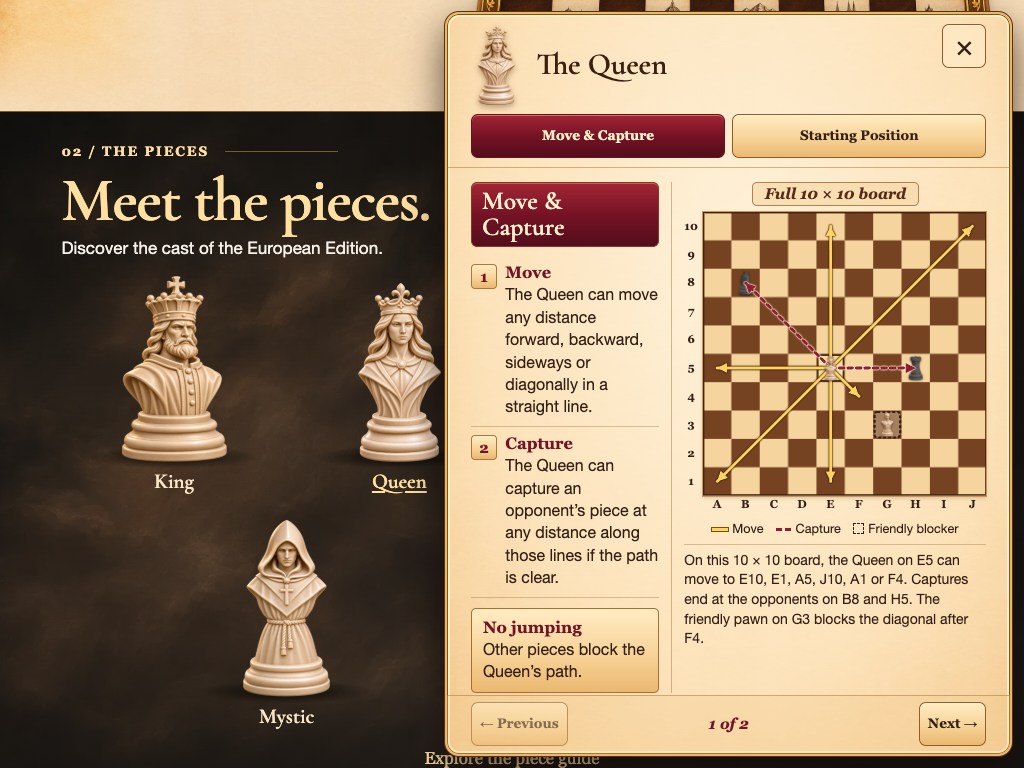 02 / THE PIECES
Meet the pieces.
Discover the cast of the European Edition.
King
Queen
Mystic
Explore the piece guide
The Queen
×
Move & Capture
Starting Position
Move &
Capture
1 Move
The Queen can move
any distance
forward, backward,
sideways or
diagonally in a
straight line.
2 Capture
The Queen can
capture an
opponent's piece at
any distance along
those lines if the path
is clear.
No jumping
Other pieces block the
Queen's path.
Full 10 × 10 board
10
9
8
7
6
5
4
3
2
1
A B C D E F G H I J
Move Capture Friendly blocker
On this 10 × 10 board, the Queen on E5 can
move to E10, E1, A5, J10, A1 or F4. Captures
end at the opponents on B8 and H5. The
friendly pawn on G3 blocks the diagonal after
F4.
← Previous
1 of 2
Next →